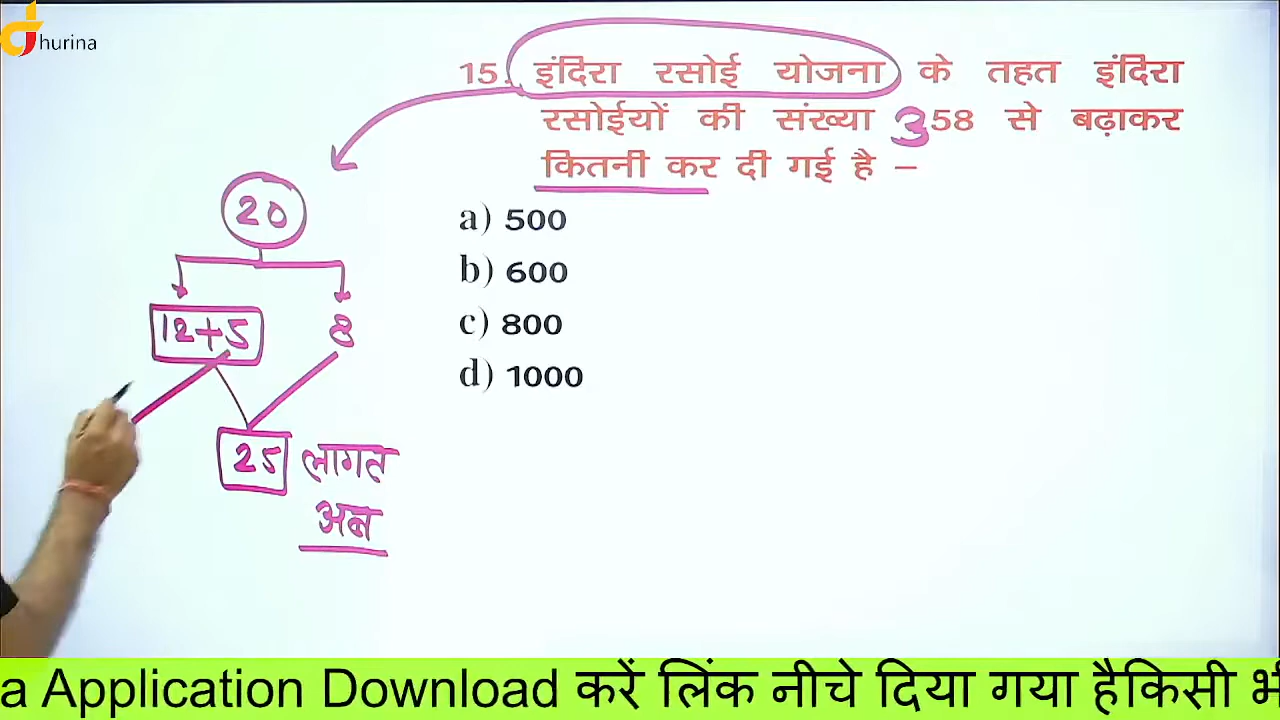 hurina
15. इंदिरा रसोई योजना के तहत इंदिरा
रसोईयों की संख्या 358 से बढ़ाकर
कितनी कर दी गई है –
a) 500
b) 600
c) 800
d) 1000
20
12+5 8
25 लागत
अब
a Application Download करें लिंक नीचे दिया गया हैकिसी भी